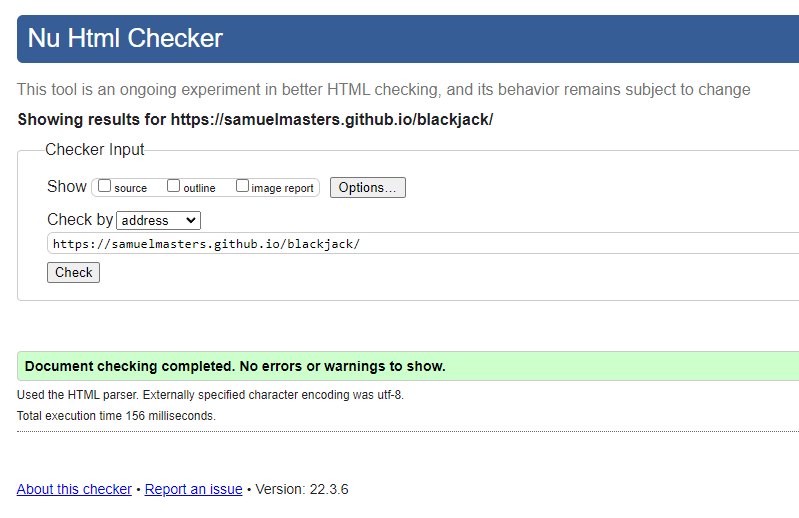 Nu Html Checker
This tool is an ongoing experiment in better HTML checking, and its behavior remains subject to change
Showing results for https://samuelmasters.github.io/blackjack/
Checker Input
Show source outline image report Options...
Check by address
https://samuelmasters.github.io/blackjack/
Check
Document checking completed. No errors or warnings to show.
Used the HTML parser. Externally specified character encoding was utf-8.
Total execution time 156 milliseconds.
About this checker • Report an issue • Version: 22.3.6